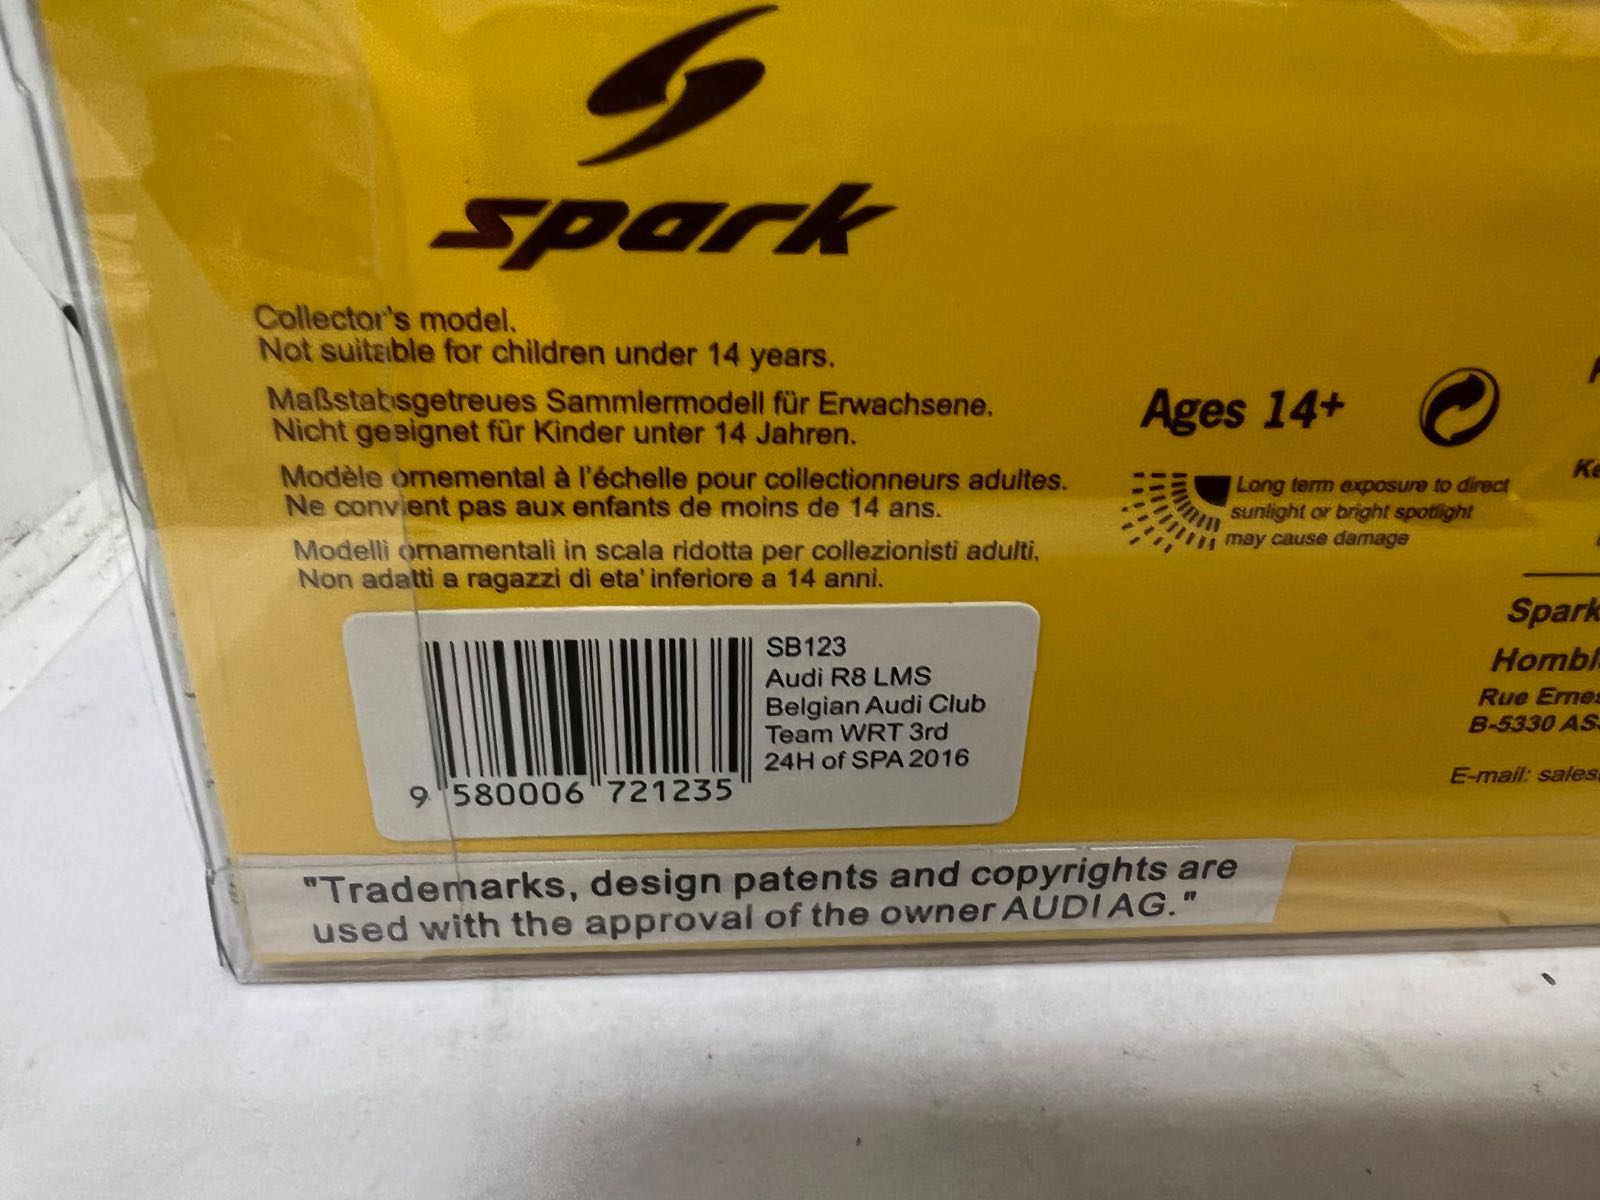 spark
Collector's model.
Not suitable for children under 14 years.
Maßstabsgetreues Sammlermodell für Erwachsene.
Nicht geeignet für Kinder unter 14 Jahren.
Modèle ornemental à l'échelle pour collectionneurs adultes.
Ne convient pas aux enfants de moins de 14 ans.
Modelli ornamentali in scala ridotta per collezionisti adulti.
Non adatti a ragazzi di eta' inferiore a 14 anni.
Ages 14+
Long term exposure to direct
sunlight or bright spotlight
may cause damage
Spark
Rue
B-5330
E-mail:
SB123
Audi R8 LMS
Belgian Audi Club
Team WRT 3rd
24H of SPA 2016
9 580006 721235
"Trademarks, design patents and copyrights are
used with the approval of the owner AUDI AG."